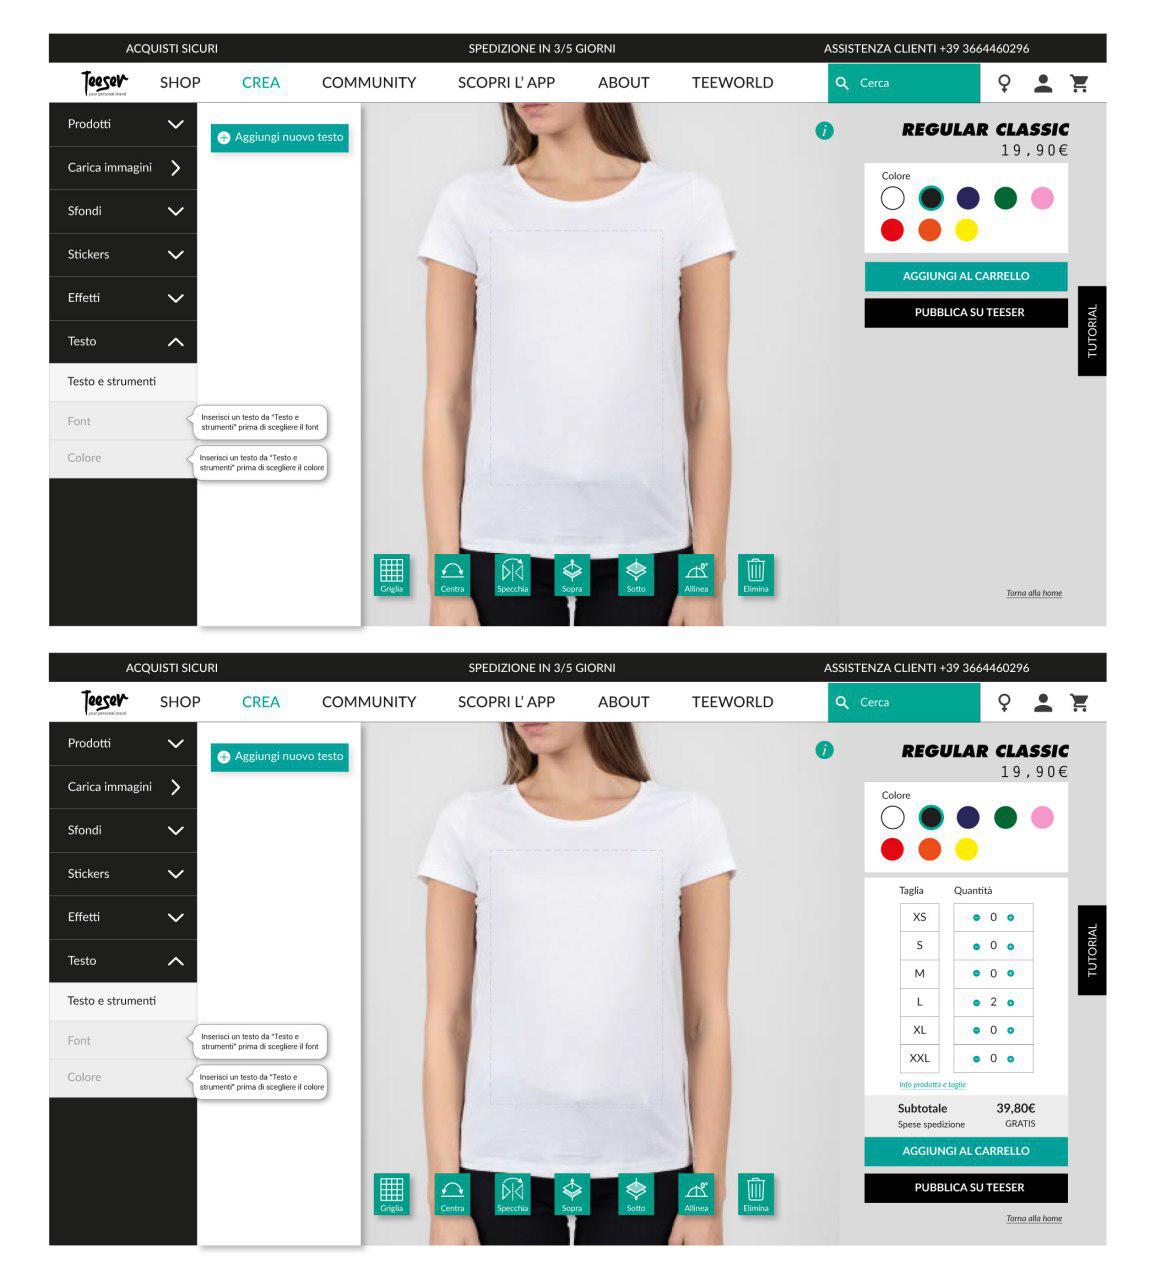 ACQUISTI SICURI SPEDIZIONE IN 3/5 GIORNI ASSISTENZA CLIENTI +39 3664460296
Teeser SHOP CREA COMMUNITY SCOPRI L' APP ABOUT TEEWORLD Cerca
your personal brand
Prodotti
Carica immagini
Sfondi
Stickers
Effetti
Testo
Testo e strumenti
Font
Colore
Aggiungi nuovo testo
Inserisci un testo da "Testo e
strumenti" prima di scegliere il font
Inserisci un testo da "Testo e
strumenti" prima di scegliere il colore
Griglia Centra Specchia Sopra Sotto Allinea Elimina
0°
i
REGULAR CLASSIC
19,90€
Colore
AGGIUNGI AL CARRELLO
PUBBLICA SU TEESER
TUTORIAL
Torna alla home
ACQUISTI SICURI SPEDIZIONE IN 3/5 GIORNI ASSISTENZA CLIENTI +39 3664460296
Teeser SHOP CREA COMMUNITY SCOPRI L' APP ABOUT TEEWORLD Cerca
your personal brand
Prodotti
Carica immagini
Sfondi
Stickers
Effetti
Testo
Testo e strumenti
Font
Colore
Aggiungi nuovo testo
Inserisci un testo da "Testo e
strumenti" prima di scegliere il font
Inserisci un testo da "Testo e
strumenti" prima di scegliere il colore
Griglia Centra Specchia Sopra Sotto Allinea Elimina
0°
i
REGULAR CLASSIC
19,90€
Colore
Taglia Quantità
XS 0
S 0
M 0
L 2
XL 0
XXL 0
Info prodotto e taglie
Subtotale 39,80€
Spese spedizione GRATIS
AGGIUNGI AL CARRELLO
PUBBLICA SU TEESER
TUTORIAL
Torna alla home